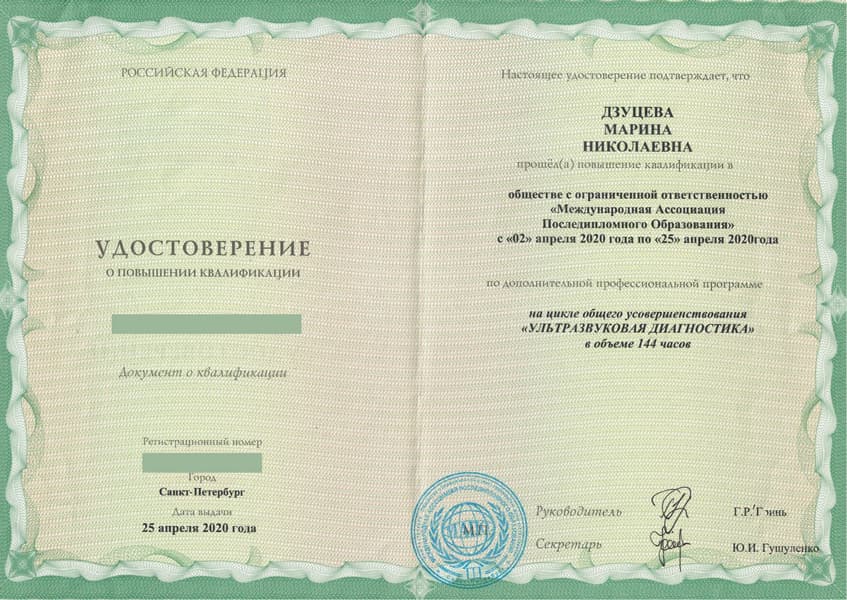 РОССИЙСКАЯ ФЕДЕРАЦИЯ
УДОСТОВЕРЕНИЕ
О ПОВЫШЕНИИ КВАЛИФИКАЦИИ
Документ о квалификации
Регистрационный номер
Город
Санкт-Петербург
Дата выдачи
25 апреля 2020 года
Настоящее удостоверение подтверждает, что
ДЗУЦЕВА
МАРИНА
НИКОЛАЕВНА
прошёл(а) повышение квалификации в
обществе с ограниченной ответственностью
«Международная Ассоциация
Последипломного Образования»
с «02» апреля 2020 года по «25» апреля 2020года
по дополнительной профессиональной программе
на цикле общего усовершенствования
«УЛЬТРАЗВУКОВАЯ ДИАГНОСТИКА»
в объеме 144 часов
Руководитель
Г.Р.
Секретарь
Ю.И. Гушуленко